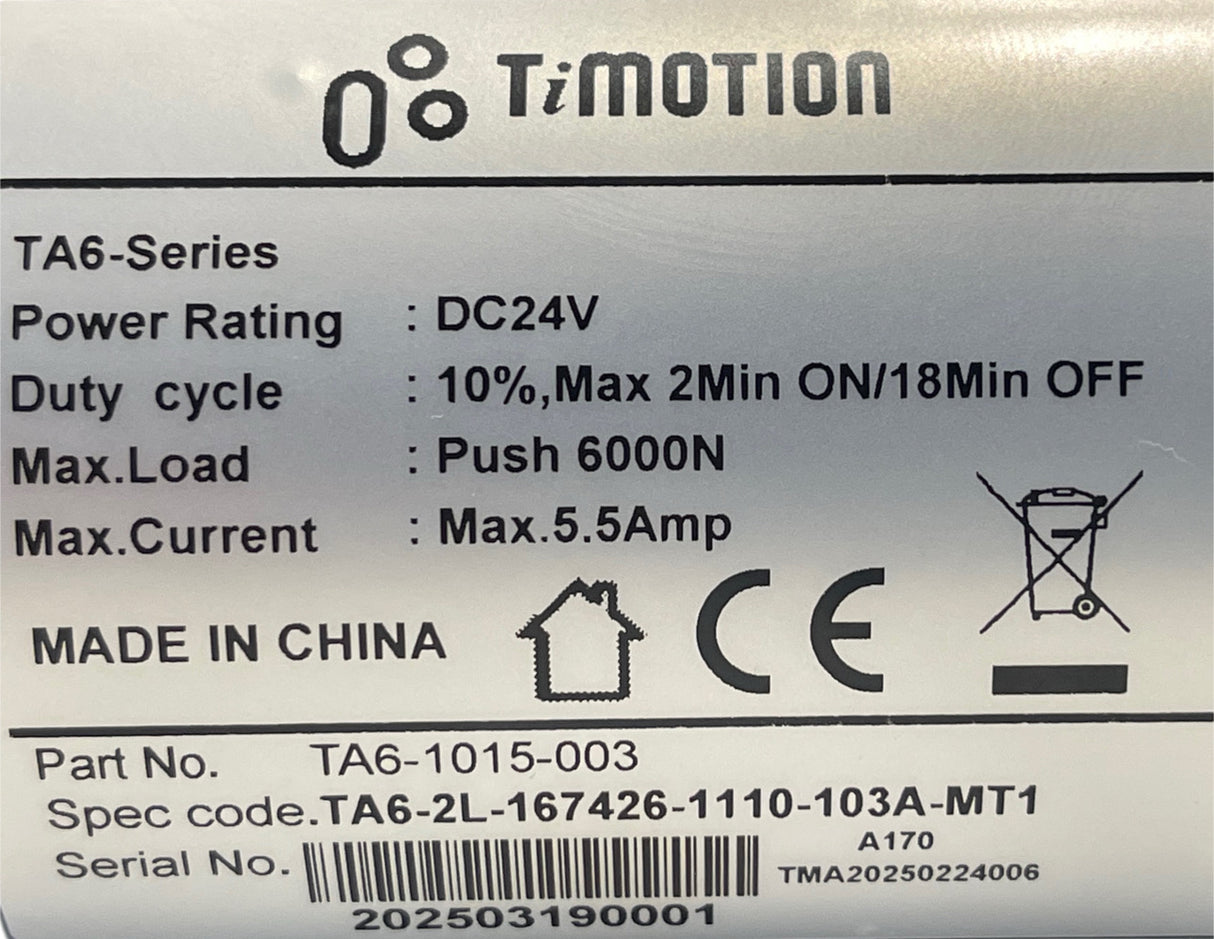 TiMOTION
TA6-Series
Power Rating : DC24V
Duty cycle : 10%,Max 2Min ON/18Min OFF
Max.Load : Push 6000N
Max.Current : Max.5.5Amp
MADE IN CHINA CE
Part No. TA6-1015-003
Spec code.TA6-2L-167426-1110-103A-MT1
A170
Serial No. TMA20250224006
202503190001